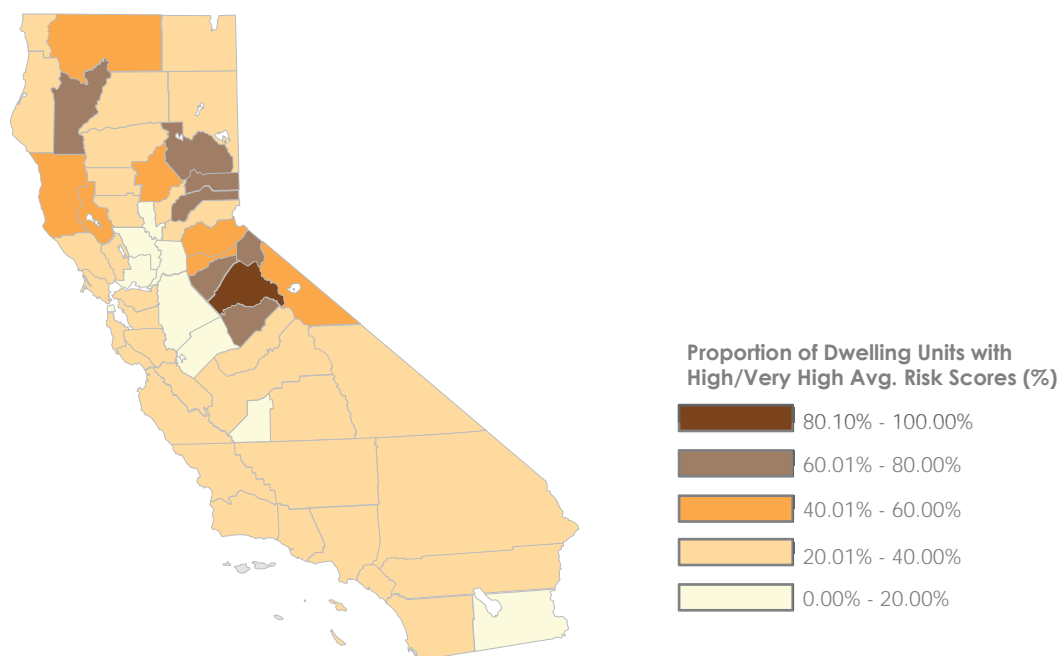 Proportion of Dwelling Units with
High/Very High Avg. Risk Scores (%)
80.10% - 100.00%
60.01% - 80.00%
40.01% - 60.00%
20.01% - 40.00%
0.00% - 20.00%